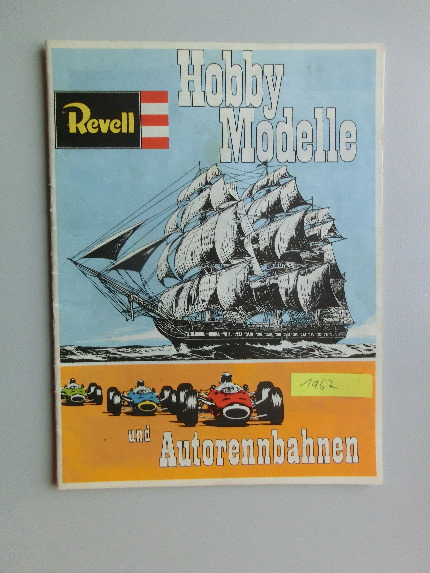 Hobby
Modelle
Revell
1967
und
Autorennbahnen